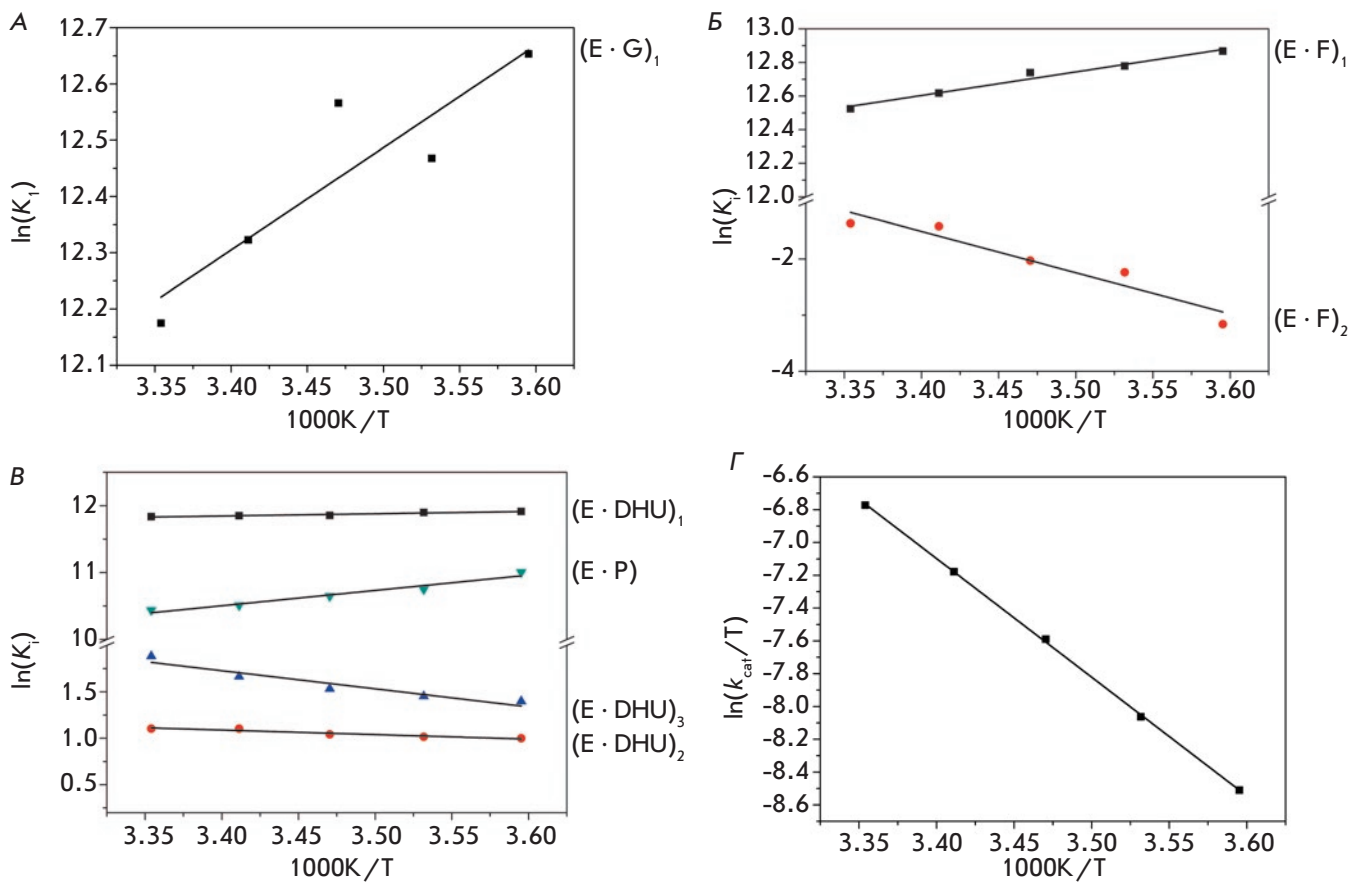 А
12.7
12.6
12.5
12.4
12.3
12.2
12.1
ln(K₁)
3.35 3.40 3.45 3.50 3.55 3.60
1000K/T
(E · G)₁
Б
13.0
12.8
12.6
12.4
12.2
12.0
-2
-4
ln(Kᵢ)
3.35 3.40 3.45 3.50 3.55 3.60
1000K/T
(E · F)₁
(E · F)₂
В
12
11
10
1.5
1.0
0.5
ln(Kᵢ)
3.35 3.40 3.45 3.50 3.55 3.60
1000K/T
(E · DHU)₁
(E · P)
(E · DHU)₃
(E · DHU)₂
Г
-6.6
-6.8
-7.0
-7.2
-7.4
-7.6
-7.8
-8.0
-8.2
-8.4
-8.6
ln(k_cat/T)
3.35 3.40 3.45 3.50 3.55 3.60
1000K/T